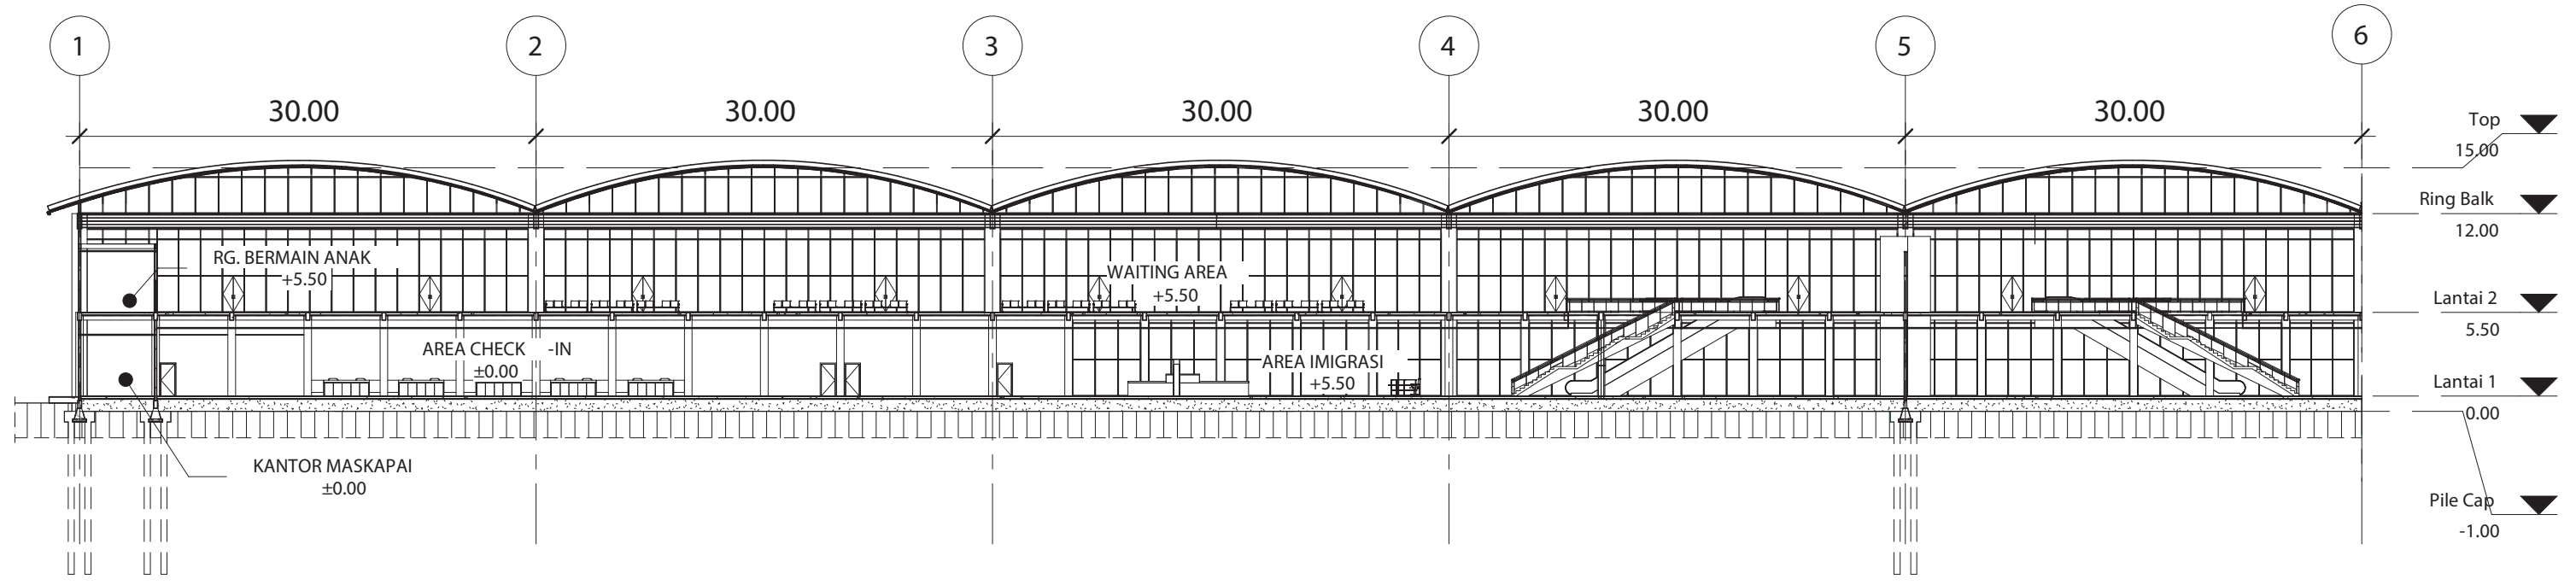 1 2 3 4 5 6
30.00 30.00 30.00 30.00 30.00
Top
15.00
Ring Balk
12.00
RG. BERMAIN ANAK
+5.50
WAITING AREA
+5.50
Lantai 2
5.50
AREA CHECK -IN
±0.00
AREA IMIGRASI
+5.50
Lantai 1
0.00
KANTOR MASKAPAI
±0.00
Pile Cap
-1.00